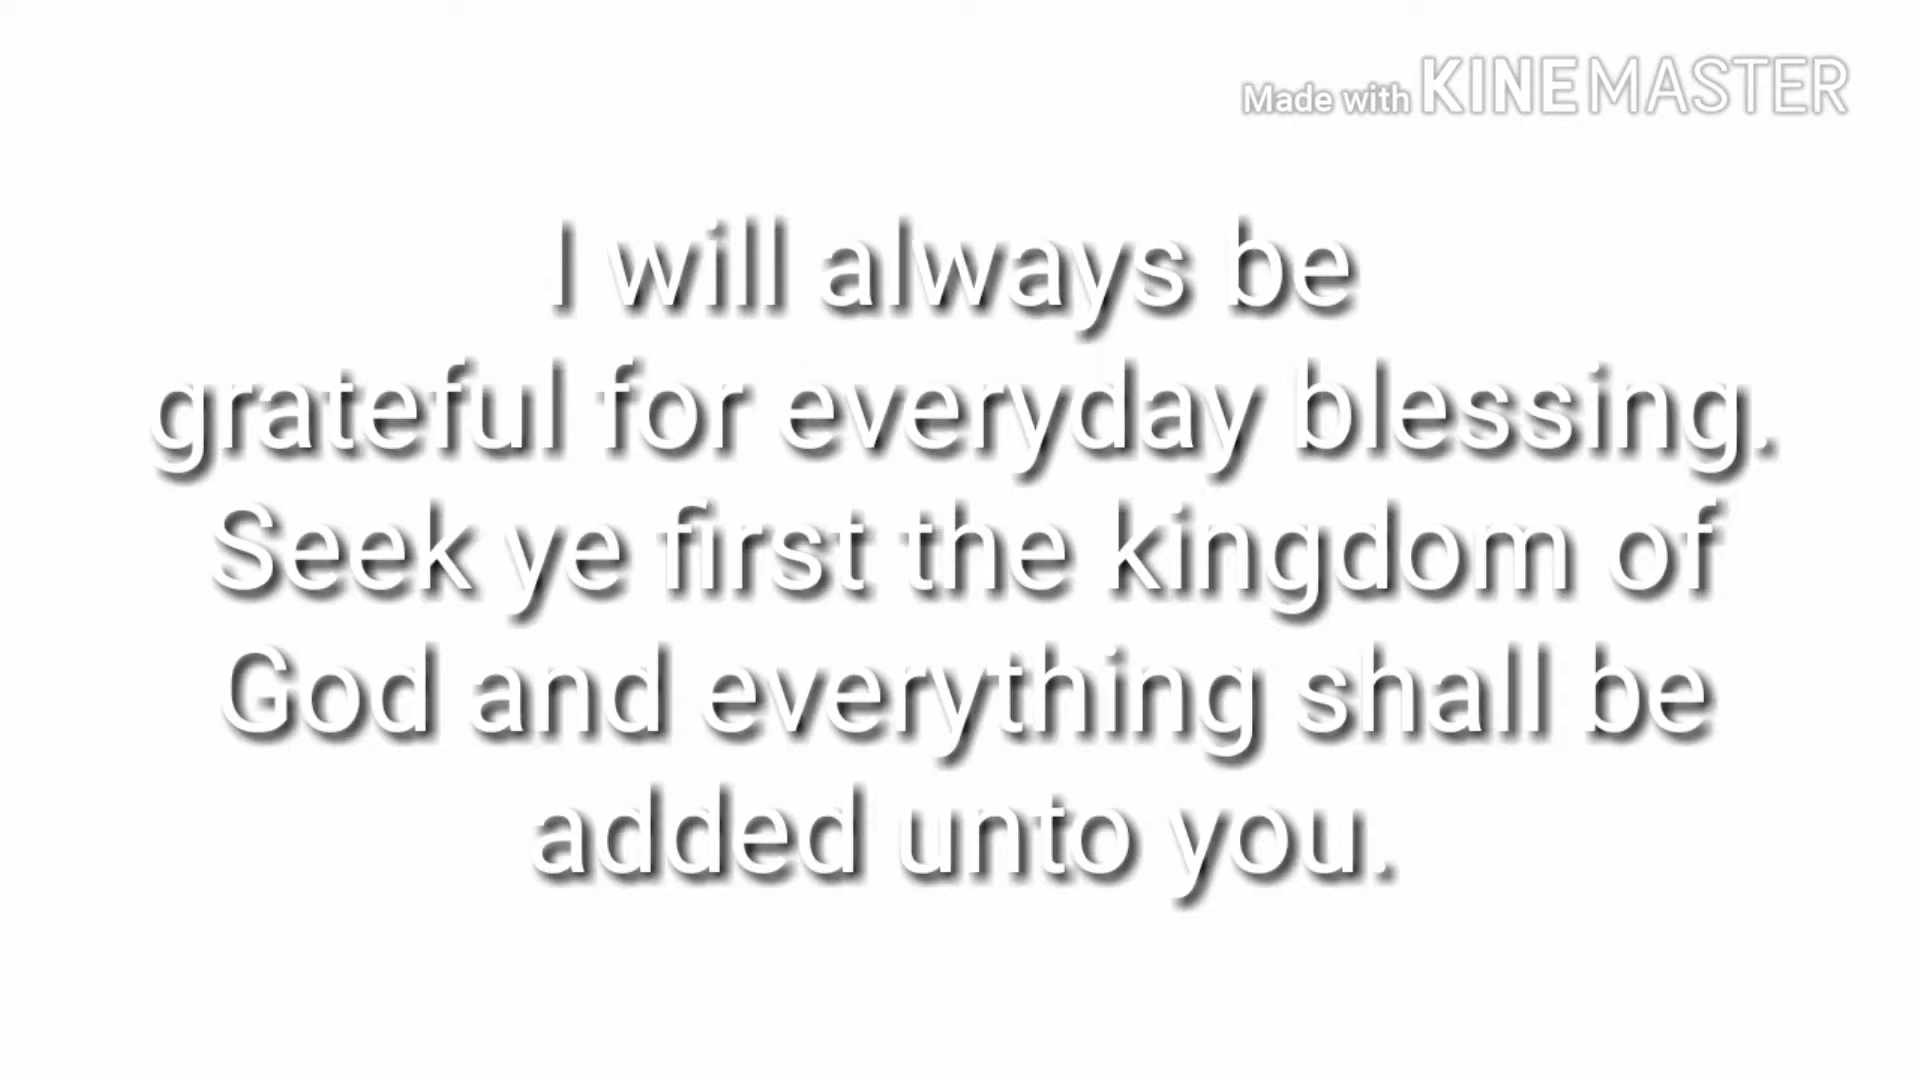 Made with KINEMASTER
I will always be
grateful for everyday blessing.
Seek ye first the kingdom of
God and everything shall be
added unto you.